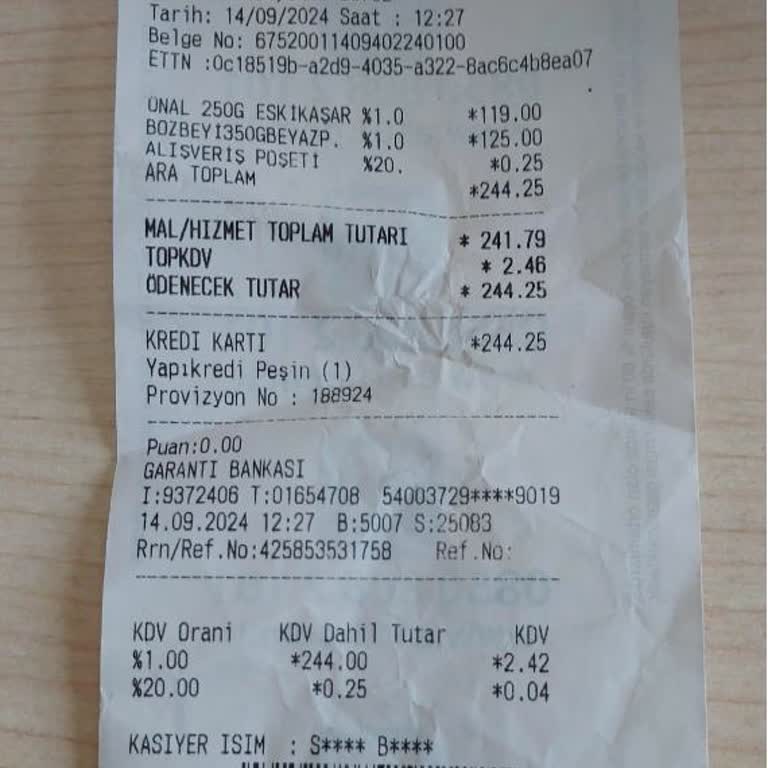 Tarih: 14/09/2024 Saat : 12:27
Belge No: 67520011409402240100
ETTN :0c18519b-a2d9-4035-a322-8ac6c4b8ea07
ÜNAL 250G ESKİKAŞAR %1.0 *119.00
BOZBEYİ350GBEYAZP. %1.0 *125.00
ALIŞVERİŞ POŞETİ %20. *0.25
ARA TOPLAM *244.25
MAL/HİZMET TOPLAM TUTARI * 241.79
TOPKDV * 2.46
ÖDENECEK TUTAR * 244.25
KREDİ KARTI *244.25
Yapıkredi Peşin (1)
Provizyon No : 188924
Puan:0.00
GARANTİ BANKASI
I:9372406 T:01654708 54003729****9019
14.09.2024 12:27 B:5007 S:25083
Rrn/Ref.No:425853531758 Ref.No:
KDV Orani KDV Dahil Tutar KDV
%1.00 *244.00 *2.42
%20.00 *0.25 *0.04
KASİYER İSİM : S**** B****